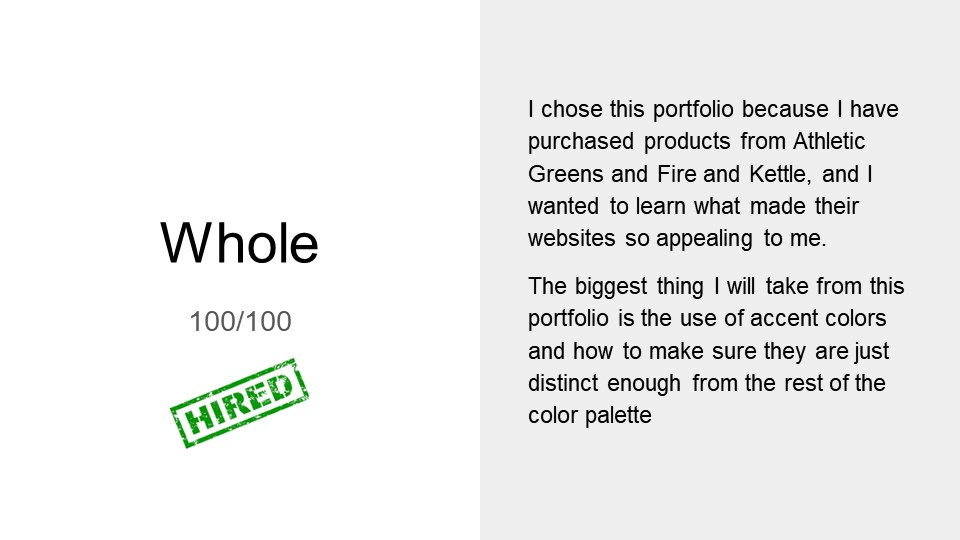 Whole
100/100
HIRED
I chose this portfolio because I have
purchased products from Athletic
Greens and Fire and Kettle, and I
wanted to learn what made their
websites so appealing to me.
The biggest thing I will take from this
portfolio is the use of accent colors
and how to make sure they are just
distinct enough from the rest of the
color palette